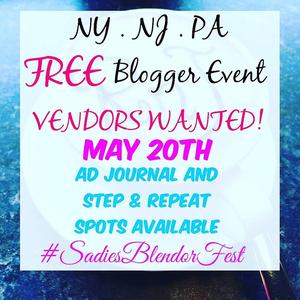 NY . NJ . PA
FREE Blogger Event
VENDORS WANTED!
MAY 20TH
AD JOURNAL AND
STEP & REPEAT
SPOTS AVAILABLE
#SadiesBlendorFest